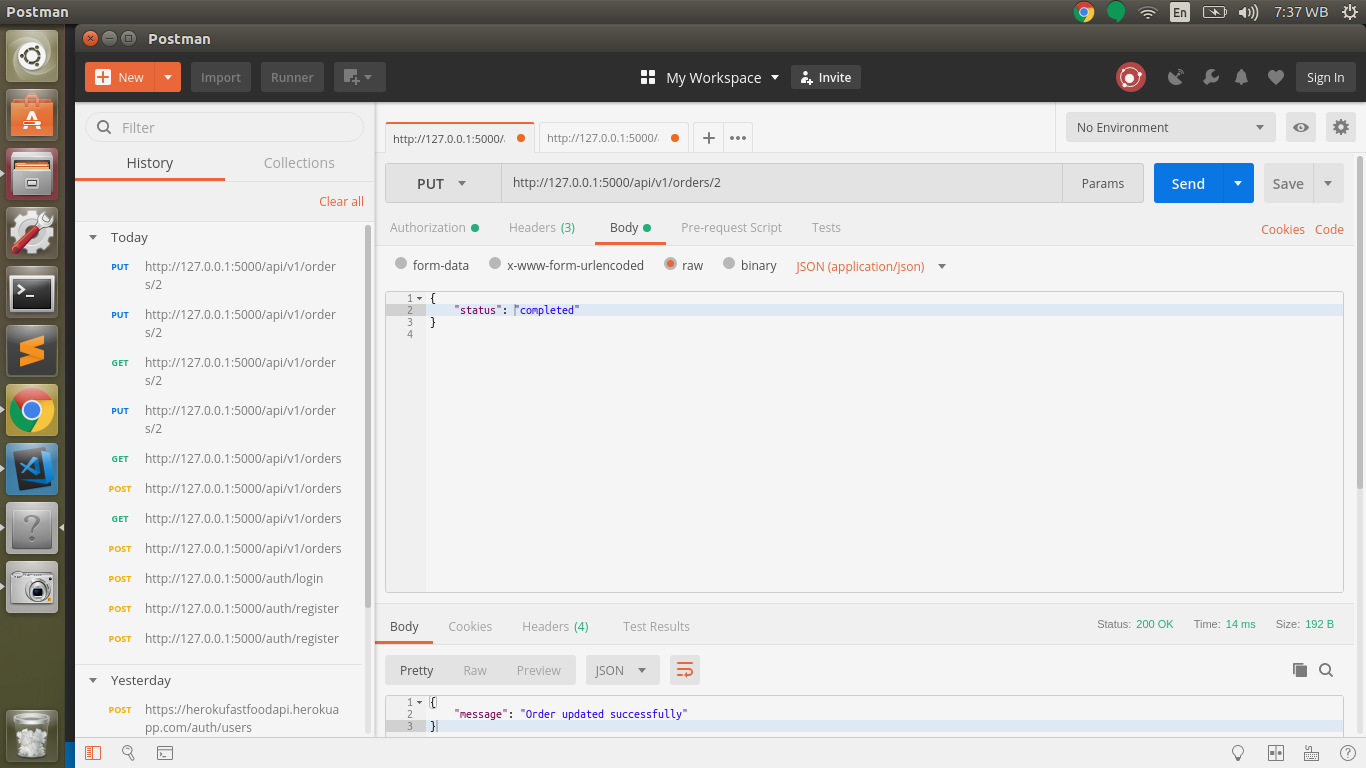 Postman
En
7:37 WB
Postman
New
Import
Runner
My Workspace
Invite
Sign In
Filter
History
Collections
Clear all
Today
PUT http://127.0.0.1:5000/api/v1/order
s/2
PUT http://127.0.0.1:5000/api/v1/order
s/2
GET http://127.0.0.1:5000/api/v1/order
s/2
PUT http://127.0.0.1:5000/api/v1/order
s/2
GET http://127.0.0.1:5000/api/v1/orders
POST http://127.0.0.1:5000/api/v1/orders
GET http://127.0.0.1:5000/api/v1/orders
POST http://127.0.0.1:5000/api/v1/orders
POST http://127.0.0.1:5000/auth/login
POST http://127.0.0.1:5000/auth/register
POST http://127.0.0.1:5000/auth/register
Yesterday
POST https://herokufastfoodapi.herokua
pp.com/auth/users
http://127.0.0.1:5000/
http://127.0.0.1:5000/
No Environment
PUT
http://127.0.0.1:5000/api/v1/orders/2
Params
Send
Save
Authorization
Headers (3)
Body
Pre-request Script
Tests
Cookies
Code
form-data
x-www-form-urlencoded
raw
binary
JSON (application/json)
1 {
2 "status": "completed"
3 }
4
Body
Cookies
Headers (4)
Test Results
Status: 200 OK
Time: 14 ms
Size: 192 B
Pretty
Raw
Preview
JSON
1 {
2 "message": "Order updated successfully"
3 }